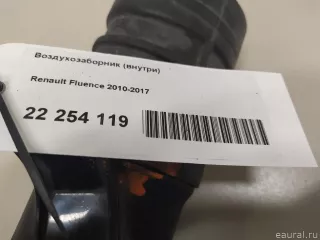 Воздухозаборник (внутри)
Renault Fluence 2010-2017
22 254 119
eaural.ru